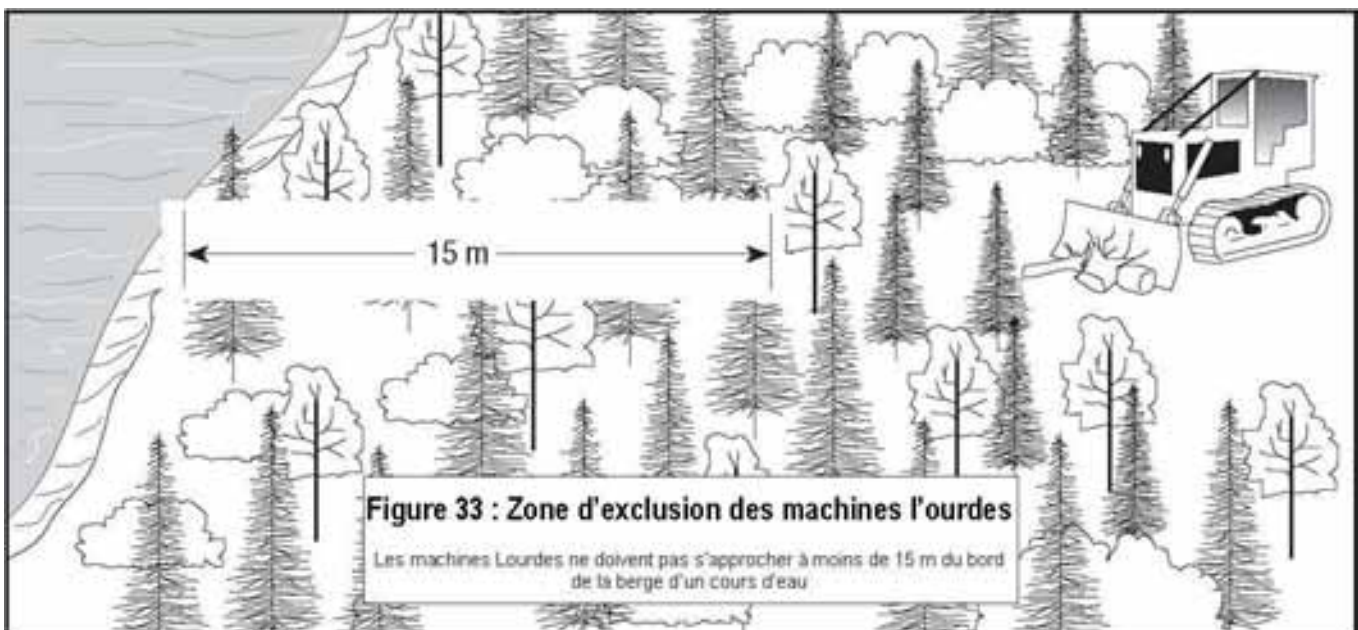 15 m
Figure 33 : Zone d'exclusion des machines l'ourdes
Les machines Lourdes ne doivent pas s'approcher à moins de 15 m du bord
de la berge d'un cours d'eau